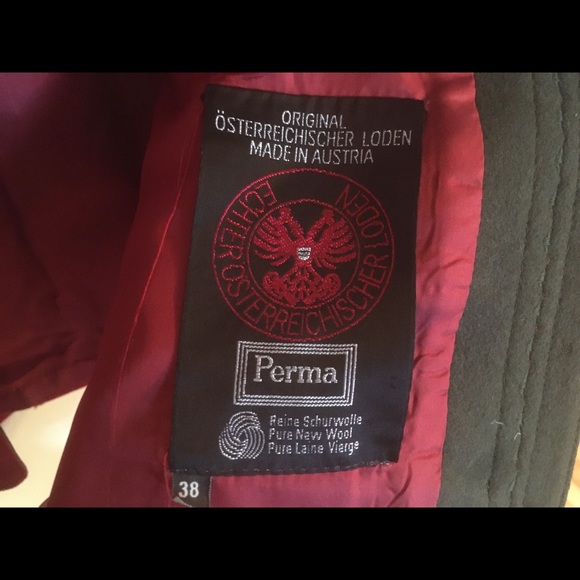 ORIGINAL
ÖSTERREICHISCHER LODEN
MADE IN AUSTRIA
ECHTER ÖSTERREICHISCHER LODEN
Perma
Reine Schurwolle
Pure New Wool
Pure Laine Vierge
38